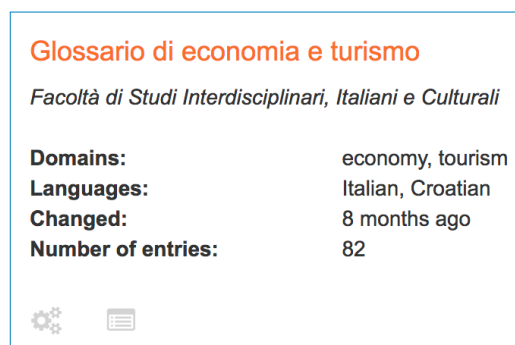 Glossario di economia e turismo
Facoltà di Studi Interdisciplinari, Italiani e Culturali
Domains: economy, tourism
Languages: Italian, Croatian
Changed: 8 months ago
Number of entries: 82